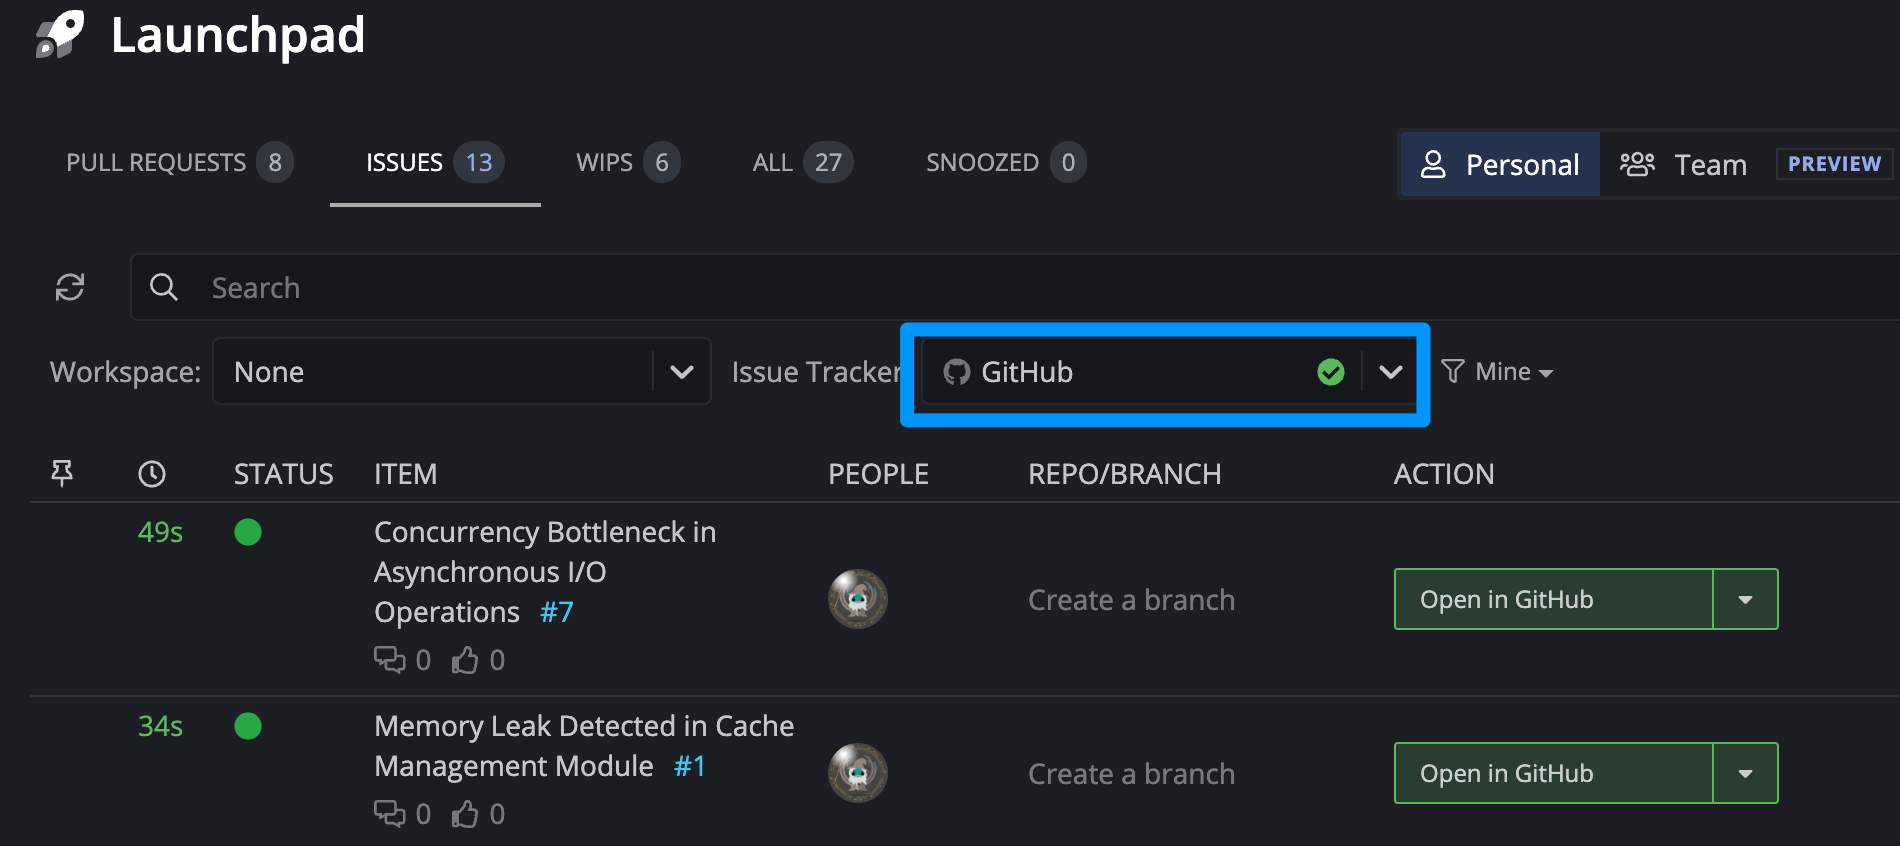 Launchpad
PULL REQUESTS 8 ISSUES 13 WIPS 6 ALL 27 SNOOZED 0 Personal Team PREVIEW
Search
Workspace: None Issue Tracker GitHub Mine
STATUS ITEM PEOPLE REPO/BRANCH ACTION
49s Concurrency Bottleneck in
Asynchronous I/O
Operations #7
Create a branch Open in GitHub
0 0
34s Memory Leak Detected in Cache
Management Module #1
Create a branch Open in GitHub
0 0